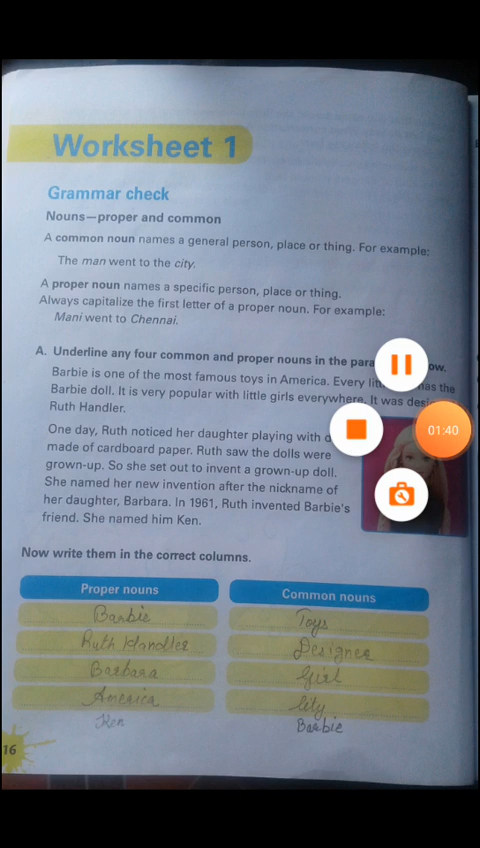 Worksheet 1
Grammar check
Nouns—proper and common
A common noun names a general person, place or thing. For example:
The man went to the city.
A proper noun names a specific person, place or thing.
Always capitalize the first letter of a proper noun. For example:
Mani went to Chennai.
A. Underline any four common and proper nouns in the para ow.
Barbie is one of the most famous toys in America. Every has the
Barbie doll. It is very popular with little girls everywhere. It was
Ruth Handler.
One day, Ruth noticed her daughter playing with
made of cardboard paper. Ruth saw the dolls were
grown-up. So she set out to invent a grown-up doll.
She named her new invention after the nickname of
her daughter, Barbara. In 1961, Ruth invented Barbie's
friend. She named him Ken.
01:40
Now write them in the correct columns.
Proper nouns Common nouns
Barbie Toys
Ruth Handler Designer
Barbara Girl
America City
Ken Barbie
16